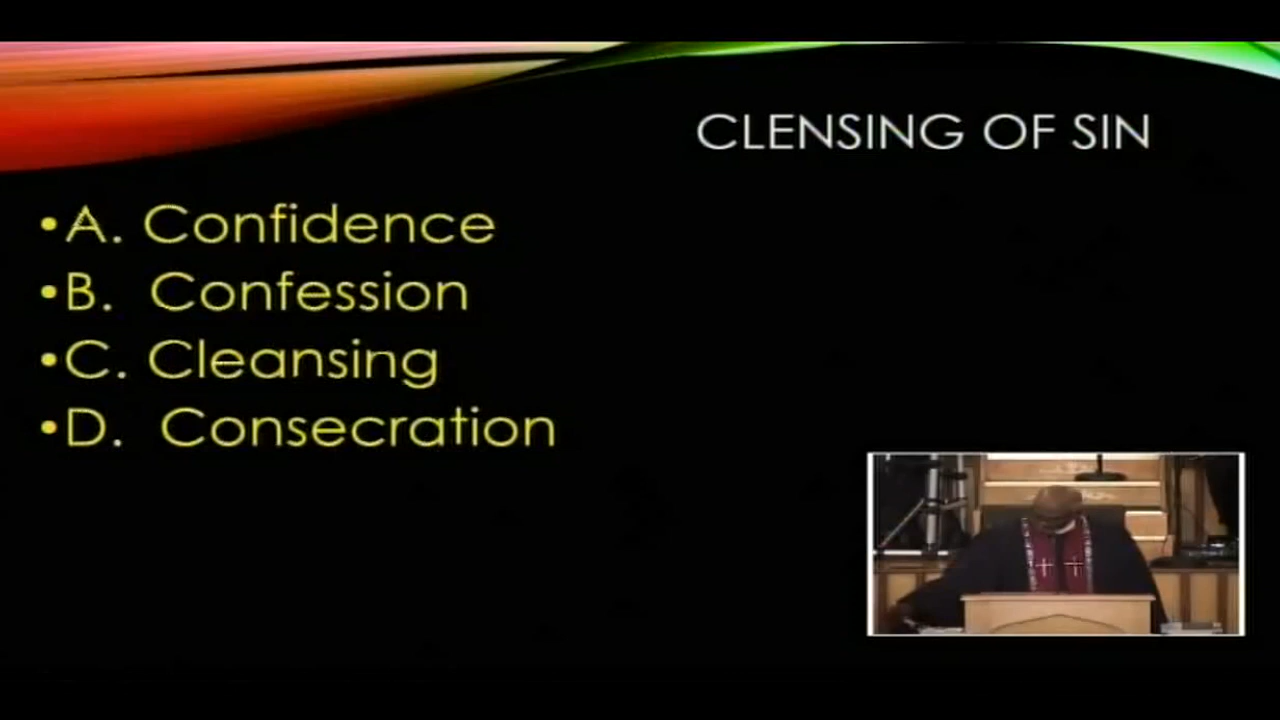 CLENSING OF SIN
•A. Confidence
•B. Confession
•C. Cleansing
•D. Consecration